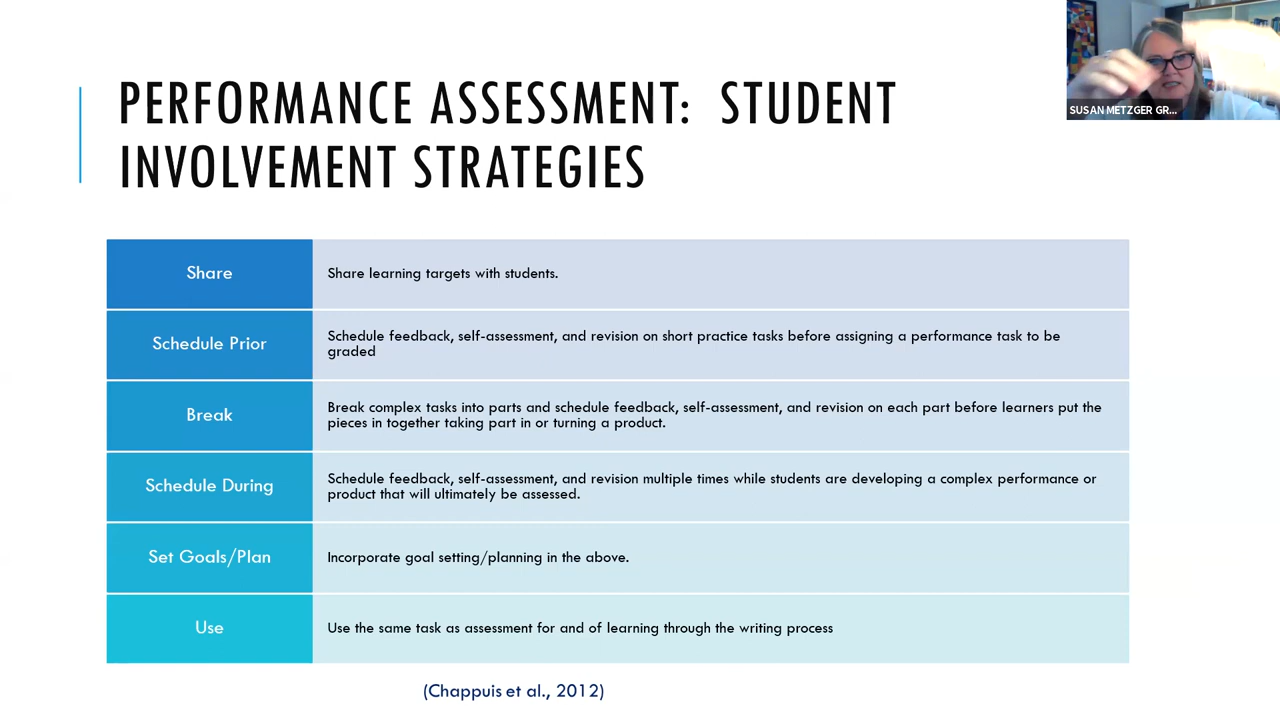 PERFORMANCE ASSESSMENT: STUDENT
INVOLVEMENT STRATEGIES
SUSAN METZGER GR...
Share
Share learning targets with students.
Schedule Prior
Schedule feedback, self-assessment, and revision on short practice tasks before assigning a performance task to be
graded
Break
Break complex tasks into parts and schedule feedback, self-assessment, and revision on each part before learners put the
pieces in together taking part in or turning a product.
Schedule During
Schedule feedback, self-assessment, and revision multiple times while students are developing a complex performance or
product that will ultimately be assessed.
Set Goals/Plan
Incorporate goal setting/planning in the above.
Use
Use the same task as assessment for and of learning through the writing process
(Chappuis et al., 2012)